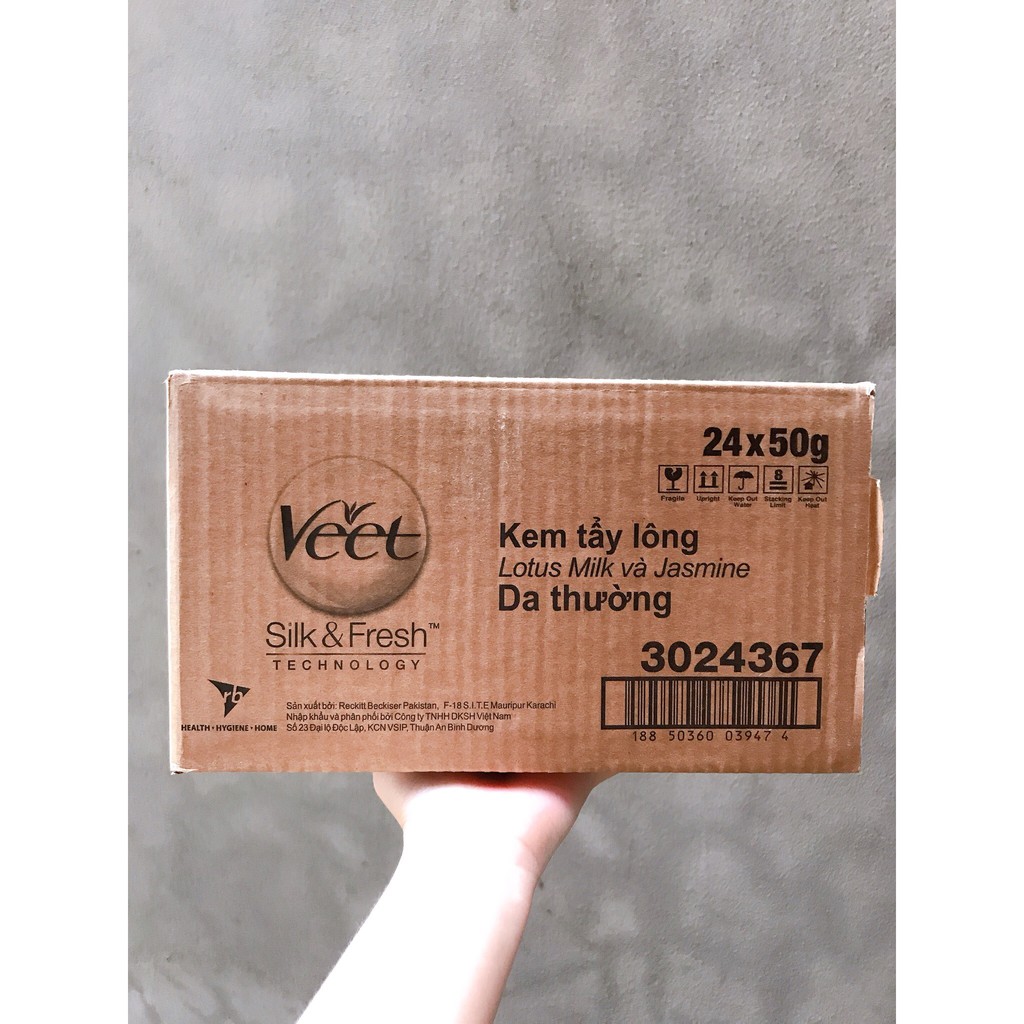 24x50g
Fragile Upright Keep Out Water Stacking Limit Keep Out Heat
8
Veet
Silk & Fresh™
TECHNOLOGY
Kem tẩy lông
Lotus Milk và Jasmine
Da thường
3024367
188 50360 03947 4
rb
HEALTH • HYGIENE • HOME
Sản xuất bởi: Reckitt Beckiser Pakistan, F-18 S.I.T.E Mauripur Karachi
Nhập khẩu và phân phối bởi Công ty TNHH DKSH Việt Nam
Số 23 Đại lộ Độc Lập, KCN VSIP, Thuận An Bình Dương